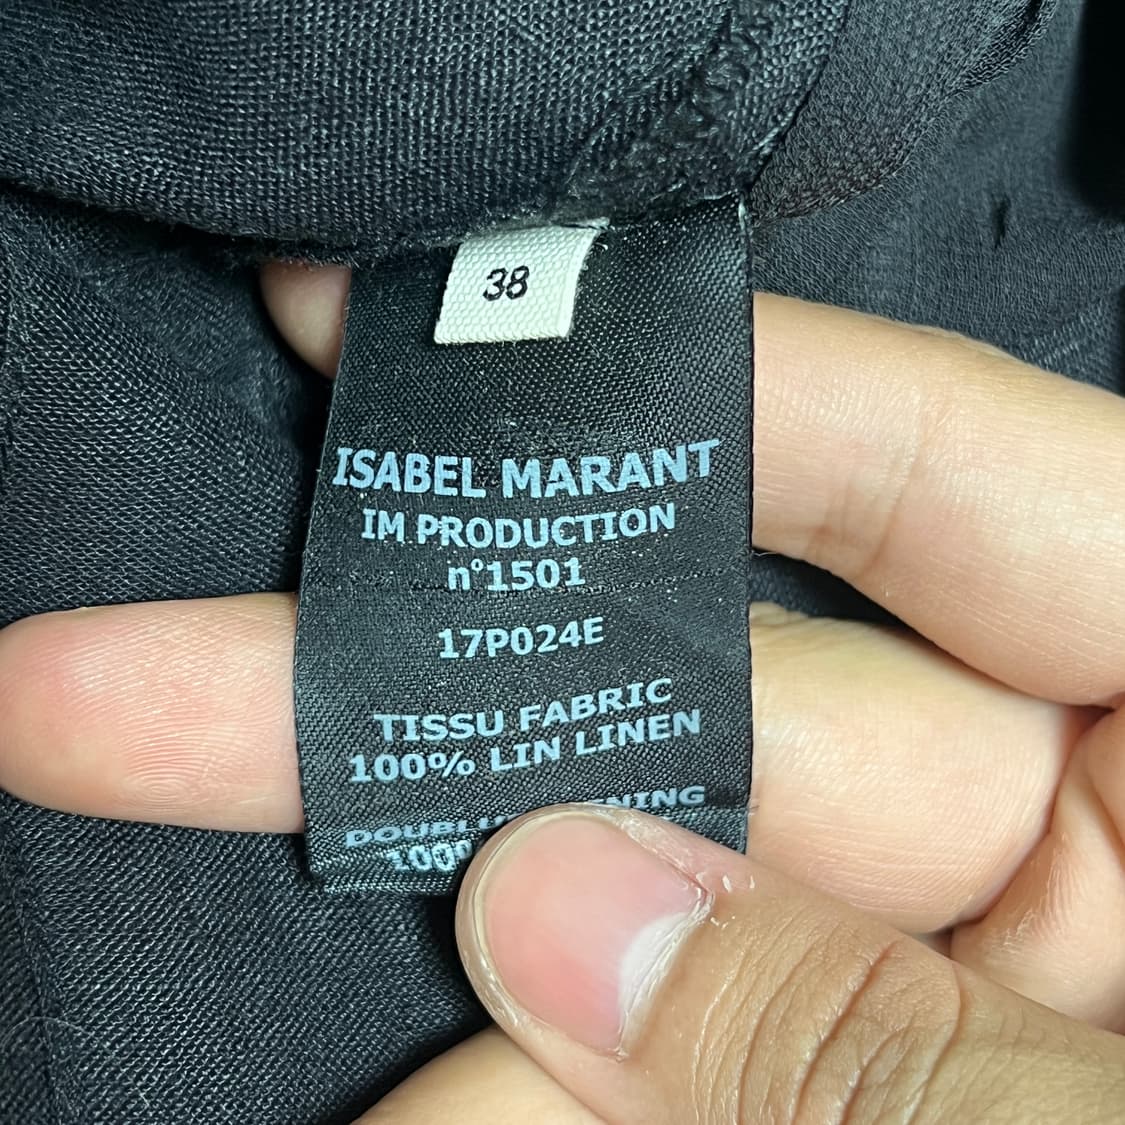 38
ISABEL MARANT
IM PRODUCTION
n°1501
17P024E
TISSU FABRIC
100% LIN LINEN